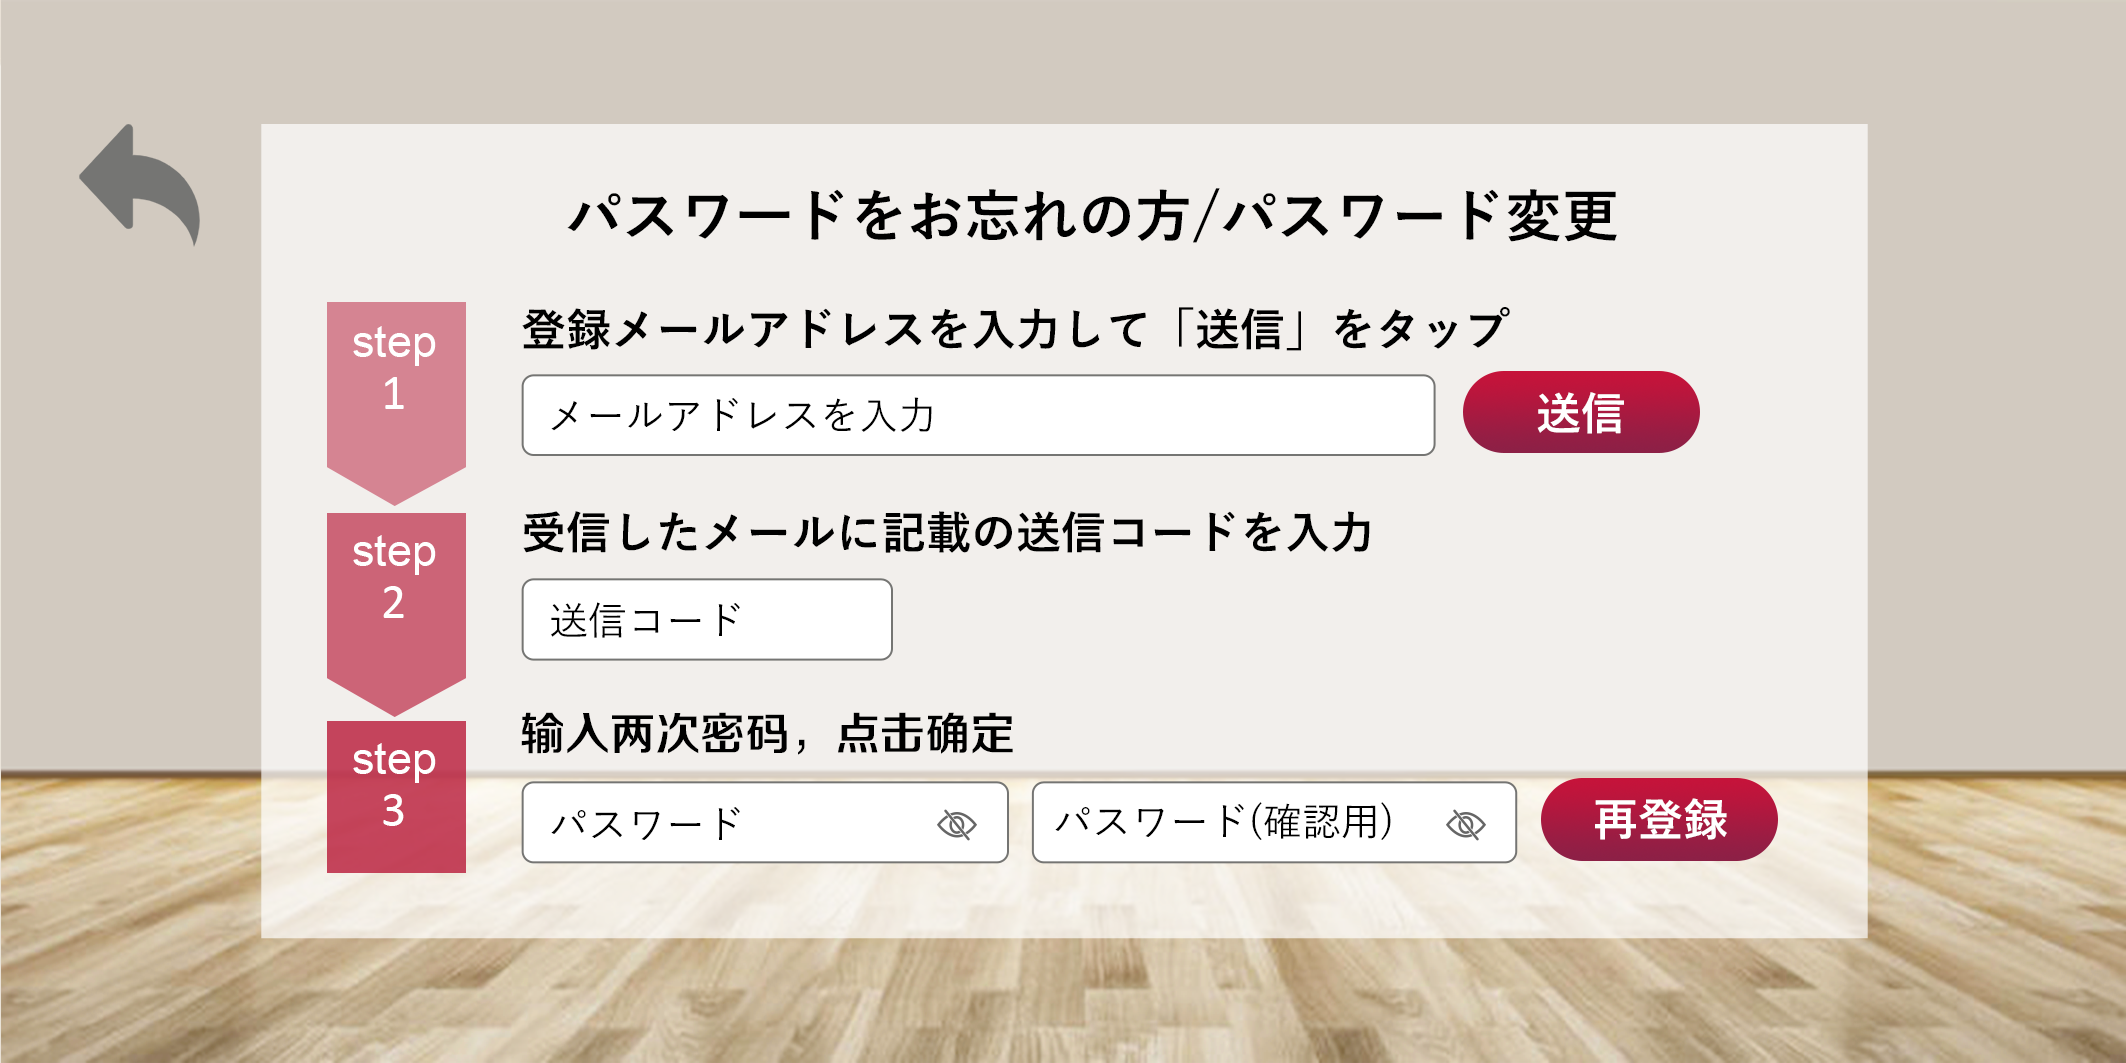 パスワードをお忘れの方/パスワード変更
step
1
登録メールアドレスを入力して「送信」をタップ
メールアドレスを入力
送信
step
2
受信したメールに記載の送信コードを入力
送信コード
step
3
输入两次密码，点击确定
パスワード
パスワード(確認用)
再登録